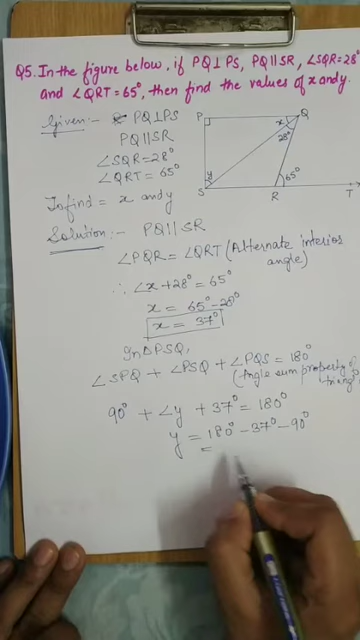 Q5. In the figure below, if PQ⊥PS, PQ∥SR, ∠SQR=28°
and ∠QRT=65°, then find the values of x and y.
Given:- PQ⊥PS
PQ∥SR
∠SQR=28°
∠QRT=65°
To find = x and y
P
Q
x
28°
y
65°
S
R
T
Solution:- PQ∥SR
∠PQR=∠QRT (Alternate interior
angle)
∴ ∠x+28°=65°
x = 65°-28°
x = 37°
In ΔPSQ,
∠SPQ + ∠PSQ + ∠PQS = 180°
(Angle sum property of
90° + ∠y + 37° = 180°
y = 180° - 37° - 90°
=